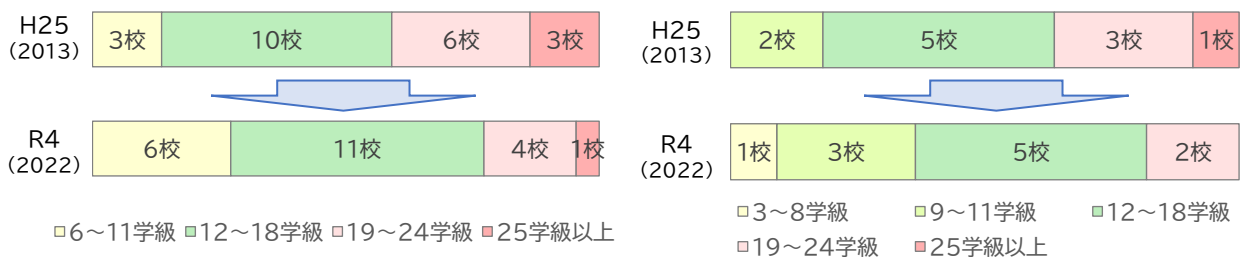 H25
(2013)
3校 10校 6校 3校
R4
(2022)
6校 11校 4校 1校
6～11学級 12～18学級 19～24学級 25学級以上
H25
(2013)
2校 5校 3校 1校
R4
(2022)
1校 3校 5校 2校
3～8学級 9～11学級 12～18学級
19～24学級 25学級以上